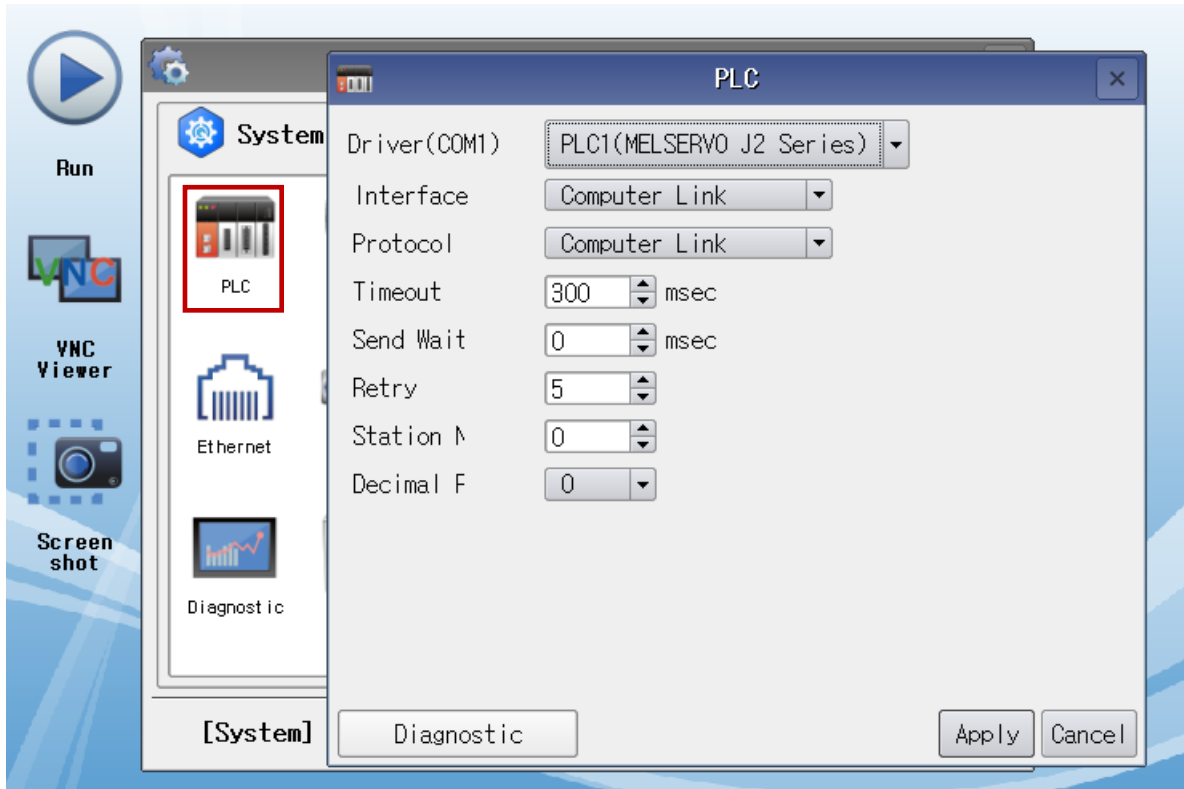 Run
VNC
Viewer
Screen
shot
System
PLC
Ethernet
Diagnostic
[System]
PLC
Driver(COM1) PLC1(MELSERVO J2 Series)
Interface Computer Link
Protocol Computer Link
Timeout 300 msec
Send Wait 0 msec
Retry 5
Station 0
Decimal 0
Diagnostic Apply Cancel
VNC